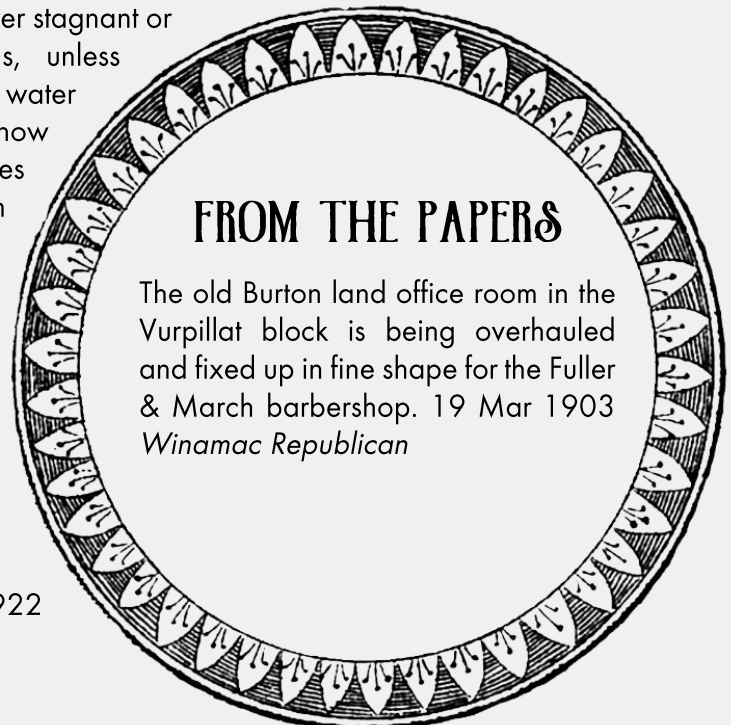 er stagnant or
s, unless
water
now
es
n
FROM THE PAPERS
The old Burton land office room in the
Vurpillat block is being overhauled
and fixed up in fine shape for the Fuller
& March barbershop. 19 Mar 1903
Winamac Republican
922